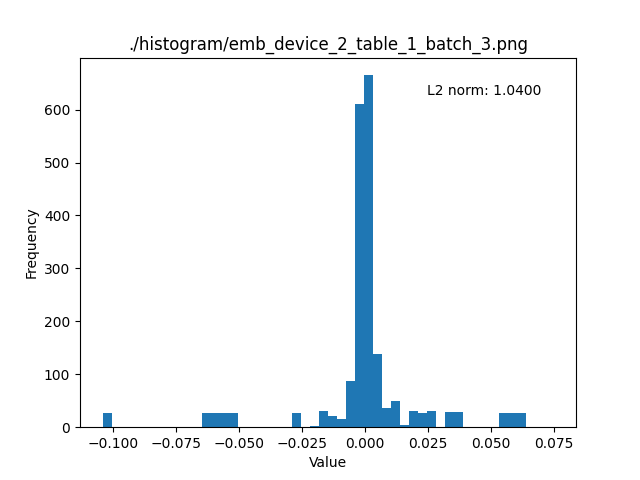 ./histogram/emb_device_2_table_1_batch_3.png
L2 norm: 1.0400
Frequency
600
500
400
300
200
100
0
−0.100 −0.075 −0.050 −0.025 0.000 0.025 0.050 0.075
Value